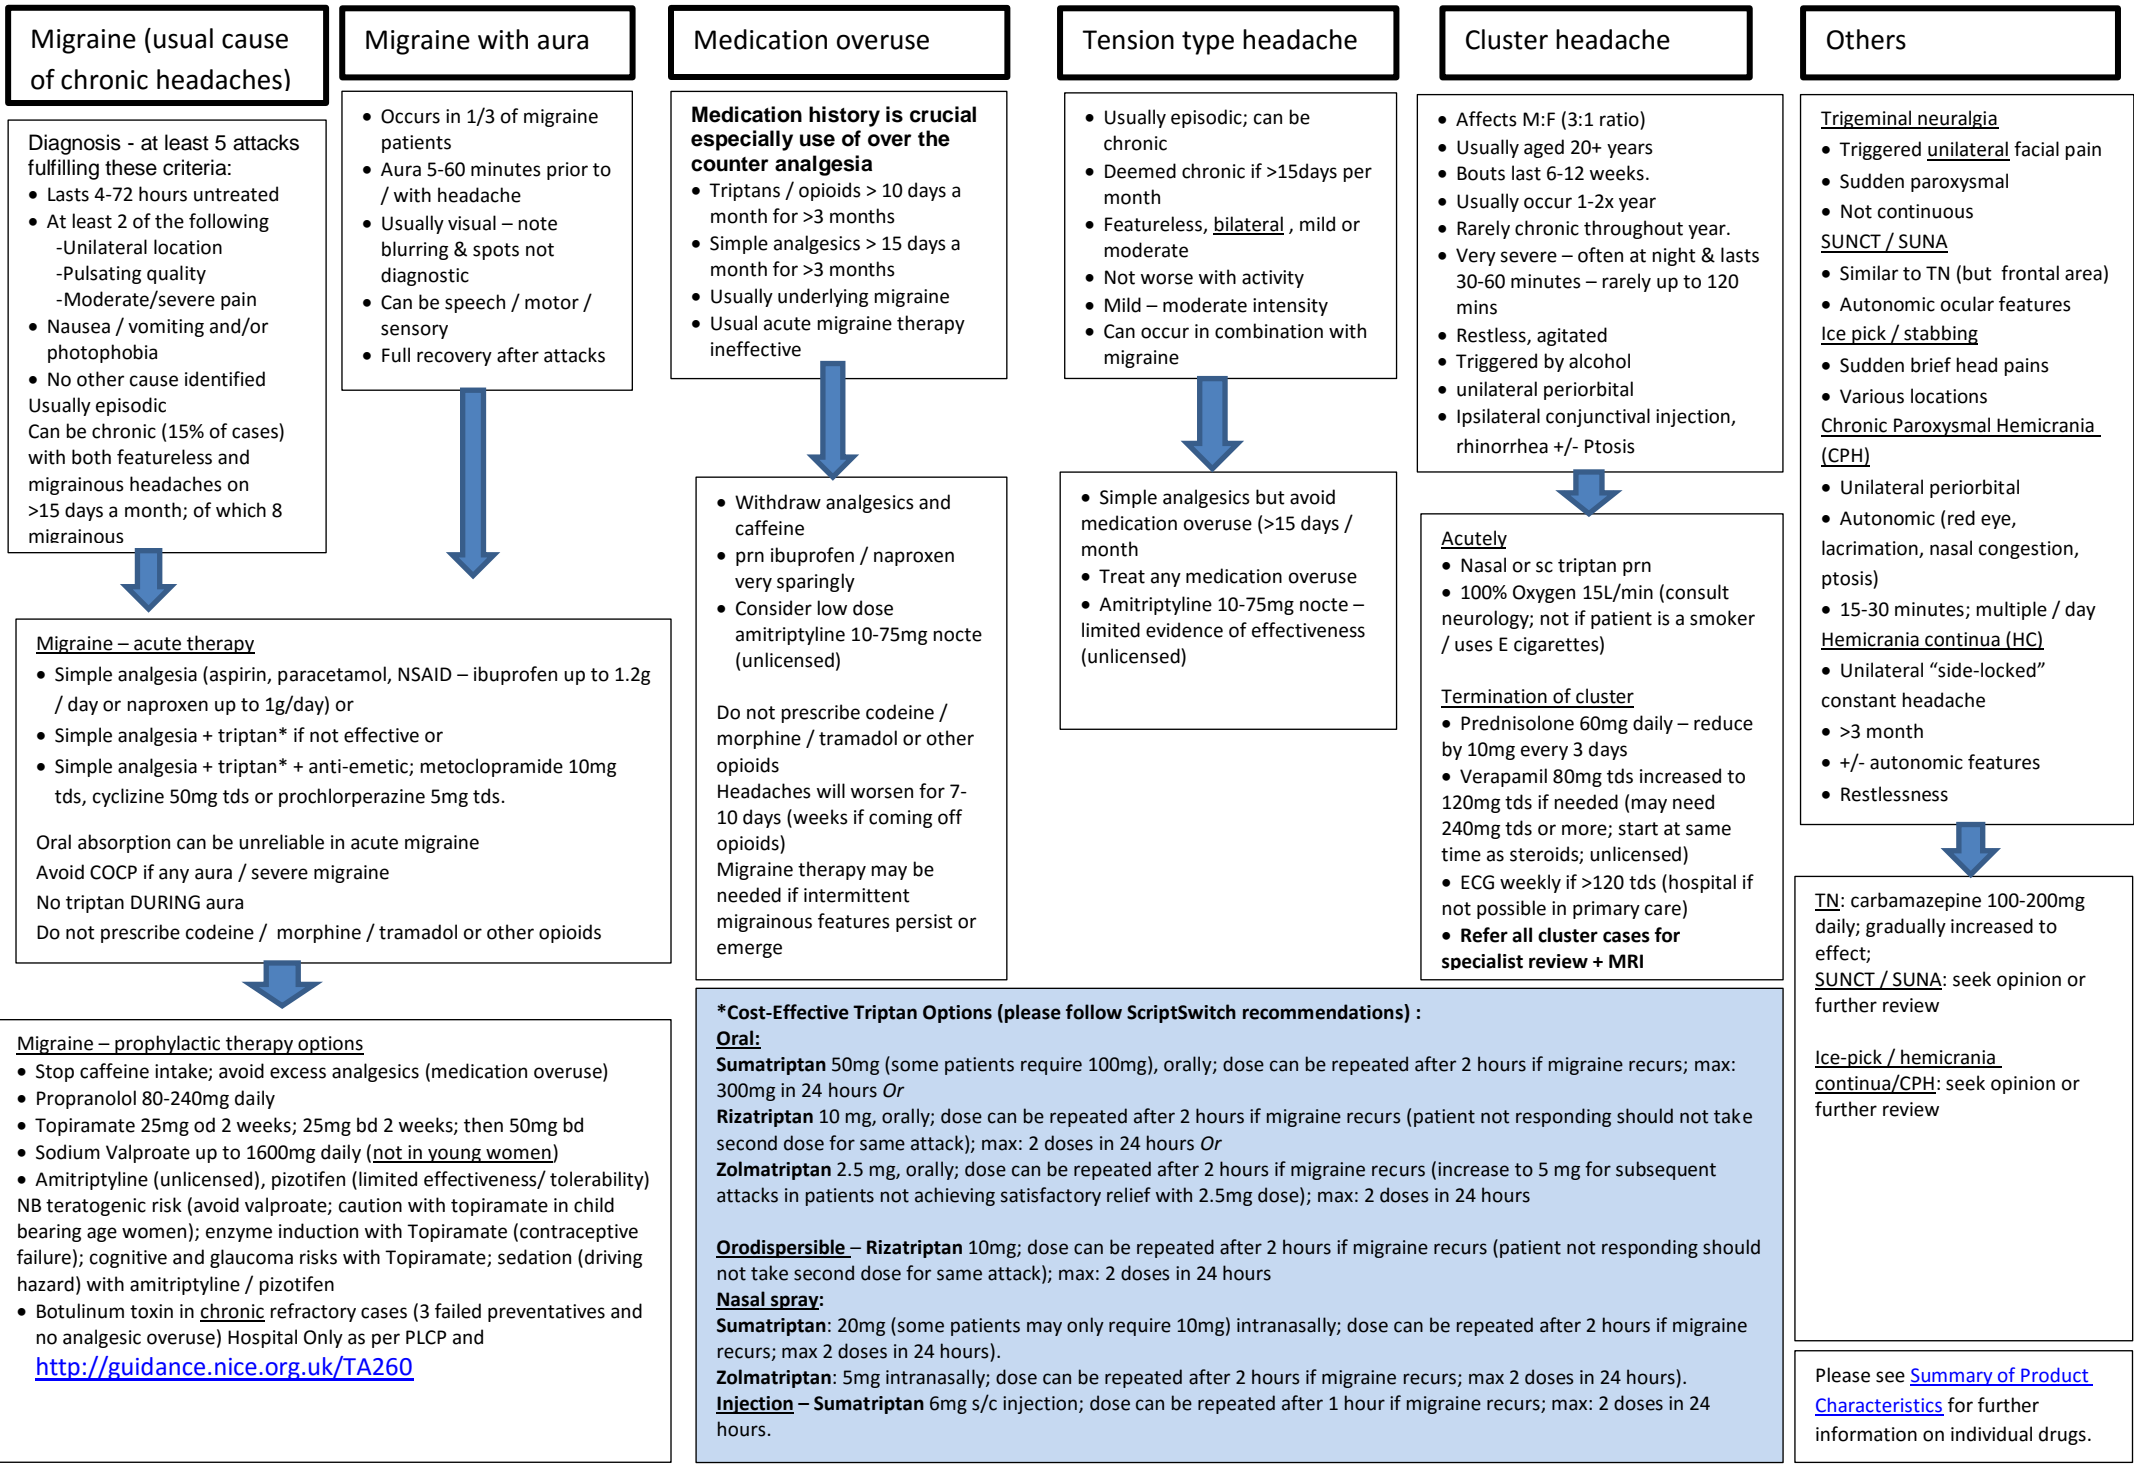 Migraine (usual cause
of chronic headaches)
Diagnosis - at least 5 attacks
fulfilling these criteria:
• Lasts 4-72 hours untreated
• At least 2 of the following
-Unilateral location
-Pulsating quality
-Moderate/severe pain
• Nausea / vomiting and/or
photophobia
• No other cause identified
Usually episodic
Can be chronic (15% of cases)
with both featureless and
migrainous headaches on
>15 days a month; of which 8
migrainous
Migraine with aura
• Occurs in 1/3 of migraine
patients
• Aura 5-60 minutes prior to
/ with headache
• Usually visual – note
blurring & spots not
diagnostic
• Can be speech / motor /
sensory
• Full recovery after attacks
Migraine – acute therapy
• Simple analgesia (aspirin, paracetamol, NSAID – ibuprofen up to 1.2g
/ day or naproxen up to 1g/day) or
• Simple analgesia + triptan* if not effective or
• Simple analgesia + triptan* + anti-emetic; metoclopramide 10mg
tds, cyclizine 50mg tds or prochlorperazine 5mg tds.
Oral absorption can be unreliable in acute migraine
Avoid COCP if any aura / severe migraine
No triptan DURING aura
Do not prescribe codeine / morphine / tramadol or other opioids
Migraine – prophylactic therapy options
• Stop caffeine intake; avoid excess analgesics (medication overuse)
• Propranolol 80-240mg daily
• Topiramate 25mg od 2 weeks; 25mg bd 2 weeks; then 50mg bd
• Sodium Valproate up to 1600mg daily (not in young women)
• Amitriptyline (unlicensed), pizotifen (limited effectiveness/ tolerability)
NB teratogenic risk (avoid valproate; caution with topiramate in child
bearing age women); enzyme induction with Topiramate (contraceptive
failure); cognitive and glaucoma risks with Topiramate; sedation (driving
hazard) with amitriptyline / pizotifen
• Botulinum toxin in chronic refractory cases (3 failed preventatives and
no analgesic overuse) Hospital Only as per PLCP and
http://guidance.nice.org.uk/TA260
Medication overuse
Medication history is crucial
especially use of over the
counter analgesia
• Triptans / opioids > 10 days a
month for >3 months
• Simple analgesics > 15 days a
month for >3 months
• Usually underlying migraine
• Usual acute migraine therapy
ineffective
• Withdraw analgesics and
caffeine
• prn ibuprofen / naproxen
very sparingly
• Consider low dose
amitriptyline 10-75mg nocte
(unlicensed)
Do not prescribe codeine /
morphine / tramadol or other
opioids
Headaches will worsen for 7-
10 days (weeks if coming off
opioids)
Migraine therapy may be
needed if intermittent
migrainous features persist or
emerge
Tension type headache
• Usually episodic; can be
chronic
• Deemed chronic if >15days per
month
• Featureless, bilateral , mild or
moderate
• Not worse with activity
• Mild – moderate intensity
• Can occur in combination with
migraine
• Simple analgesics but avoid
medication overuse (>15 days /
month
• Treat any medication overuse
• Amitriptyline 10-75mg nocte –
limited evidence of effectiveness
(unlicensed)
Cluster headache
• Affects M:F (3:1 ratio)
• Usually aged 20+ years
• Bouts last 6-12 weeks.
• Usually occur 1-2x year
• Rarely chronic throughout year.
• Very severe – often at night & lasts
30-60 minutes – rarely up to 120
mins
• Restless, agitated
• Triggered by alcohol
• unilateral periorbital
• Ipsilateral conjunctival injection,
rhinorrhea +/- Ptosis
Acutely
• Nasal or sc triptan prn
• 100% Oxygen 15L/min (consult
neurology; not if patient is a smoker
/ uses E cigarettes)
Termination of cluster
• Prednisolone 60mg daily – reduce
by 10mg every 3 days
• Verapamil 80mg tds increased to
120mg tds if needed (may need
240mg tds or more; start at same
time as steroids; unlicensed)
• ECG weekly if >120 tds (hospital if
not possible in primary care)
• Refer all cluster cases for
specialist review + MRI
*Cost-Effective Triptan Options (please follow ScriptSwitch recommendations) :
Oral:
Sumatriptan 50mg (some patients require 100mg), orally; dose can be repeated after 2 hours if migraine recurs; max:
300mg in 24 hours Or
Rizatriptan 10 mg, orally; dose can be repeated after 2 hours if migraine recurs (patient not responding should not take
second dose for same attack); max: 2 doses in 24 hours Or
Zolmatriptan 2.5 mg, orally; dose can be repeated after 2 hours if migraine recurs (increase to 5 mg for subsequent
attacks in patients not achieving satisfactory relief with 2.5mg dose); max: 2 doses in 24 hours
Orodispersible – Rizatriptan 10mg; dose can be repeated after 2 hours if migraine recurs (patient not responding should
not take second dose for same attack); max: 2 doses in 24 hours
Nasal spray:
Sumatriptan: 20mg (some patients may only require 10mg) intranasally; dose can be repeated after 2 hours if migraine
recurs; max 2 doses in 24 hours).
Zolmatriptan: 5mg intranasally; dose can be repeated after 2 hours if migraine recurs; max 2 doses in 24 hours).
Injection – Sumatriptan 6mg s/c injection; dose can be repeated after 1 hour if migraine recurs; max: 2 doses in 24
hours.
Others
Trigeminal neuralgia
• Triggered unilateral facial pain
• Sudden paroxysmal
• Not continuous
SUNCT / SUNA
• Similar to TN (but frontal area)
• Autonomic ocular features
Ice pick / stabbing
• Sudden brief head pains
• Various locations
Chronic Paroxysmal Hemicrania
(CPH)
• Unilateral periorbital
• Autonomic (red eye,
lacrimation, nasal congestion,
ptosis)
• 15-30 minutes; multiple / day
Hemicrania continua (HC)
• Unilateral “side-locked”
constant headache
• >3 month
• +/- autonomic features
• Restlessness
TN: carbamazepine 100-200mg
daily; gradually increased to
effect;
SUNCT / SUNA: seek opinion or
further review
Ice-pick / hemicrania
continua/CPH: seek opinion or
further review
Please see Summary of Product
Characteristics for further
information on individual drugs.